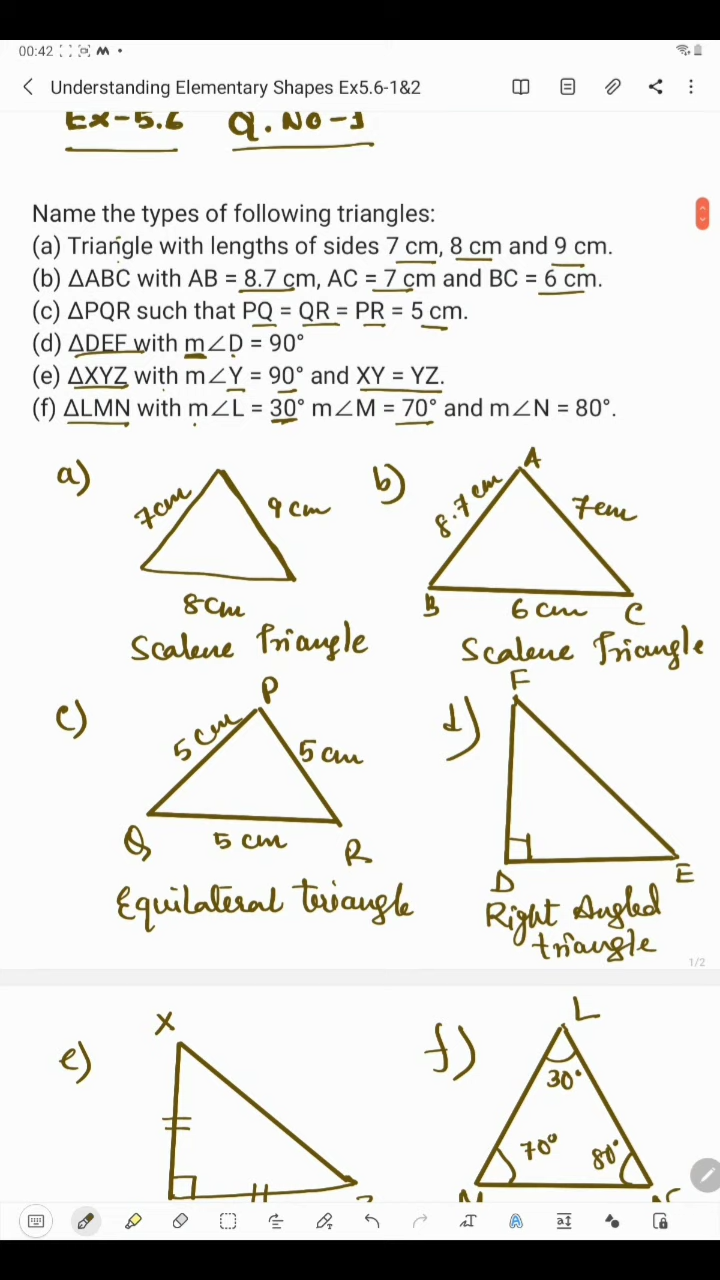 00:42
Understanding Elementary Shapes Ex5.6-1&2
Ex-5.6 Q. No-1
Name the types of following triangles:
(a) Triangle with lengths of sides 7 cm, 8 cm and 9 cm.
(b) ΔABC with AB = 8.7 cm, AC = 7 cm and BC = 6 cm.
(c) ΔPQR such that PQ = QR = PR = 5 cm.
(d) ΔDEF with m∠D = 90°
(e) ΔXYZ with m∠Y = 90° and XY = YZ.
(f) ΔLMN with m∠L = 30° m∠M = 70° and m∠N = 80°.
a)
7cm
9 cm
8cm
Scalene Triangle
b)
A
8.7 cm
7cm
B
6 cm
C
Scalene Triangle
c)
P
5 cm
5 cm
Q
5 cm
R
Equilateral triangle
d)
F
D
E
Right Angled
triangle
1/2
e)
X
f)
L
30°
70°
80°
M